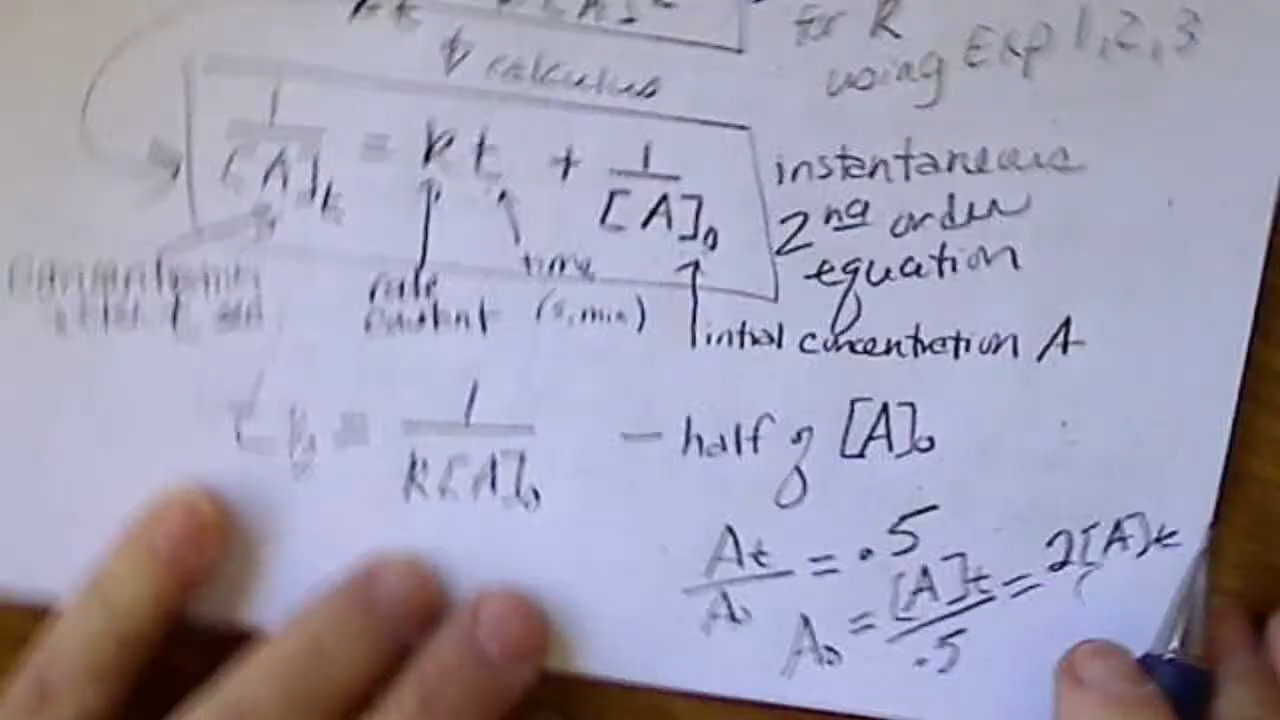 for k
using Exp 1, 2, 3
↓ calculus
1/[A]t = kt + 1/[A]0
instantaneous
2nd order
equation
rate
constant
time
(s, min)
initial concentration A
t 1/2 = 1/k[A]0 - half of [A]0
At/A0 = .5
A0 = [A]t/.5 = 2[A]t